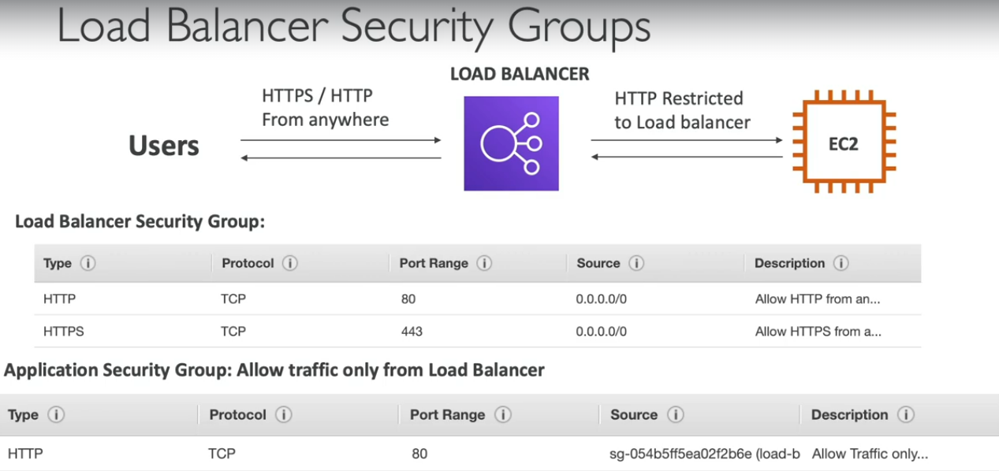 Load Balancer Security Groups
LOAD BALANCER
HTTPS / HTTP
From anywhere
HTTP Restricted
to Load balancer
Users
EC2
Load Balancer Security Group:
Type i Protocol i Port Range i Source i Description i
HTTP TCP 80 0.0.0.0/0 Allow HTTP from an...
HTTPS TCP 443 0.0.0.0/0 Allow HTTPS from a...
Application Security Group: Allow traffic only from Load Balancer
Type i Protocol i Port Range i Source i Description i
HTTP TCP 80 sg-054b5ff5ea02f2b6e (load-b Allow Traffic only...